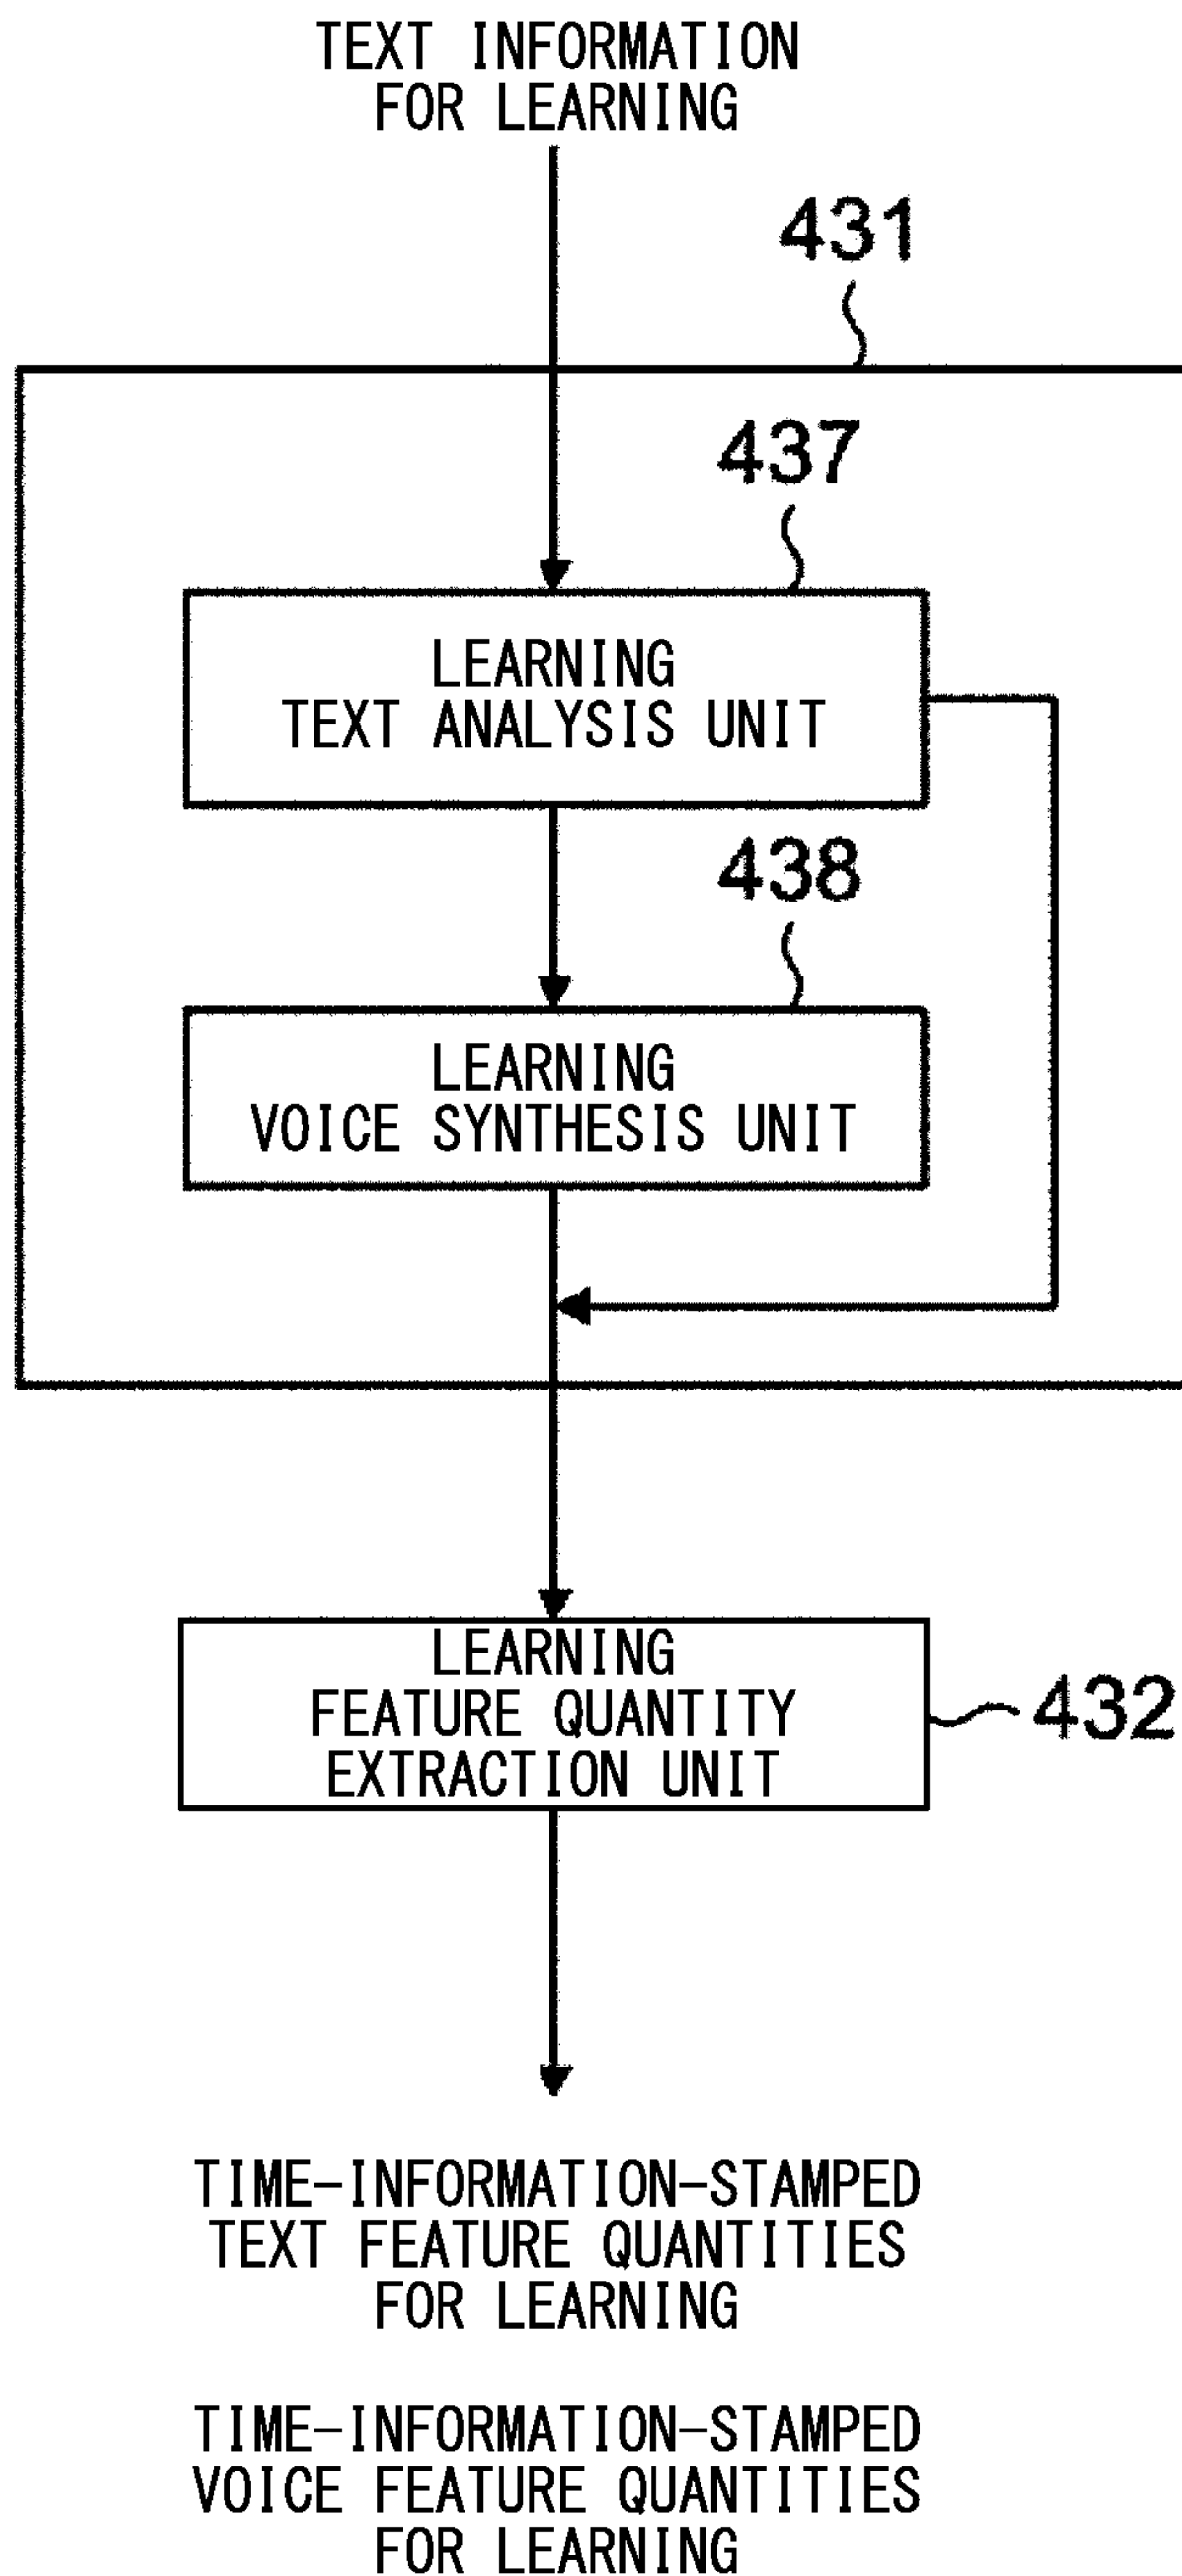 TEXT INFORMATION
FOR LEARNING
431
437
LEARNING
TEXT ANALYSIS UNIT
438
LEARNING
VOICE SYNTHESIS UNIT
LEARNING
FEATURE QUANTITY
EXTRACTION UNIT
432
TIME-INFORMATION-STAMPED
TEXT FEATURE QUANTITIES
FOR LEARNING
TIME-INFORMATION-STAMPED
VOICE FEATURE QUANTITIES
FOR LEARNING